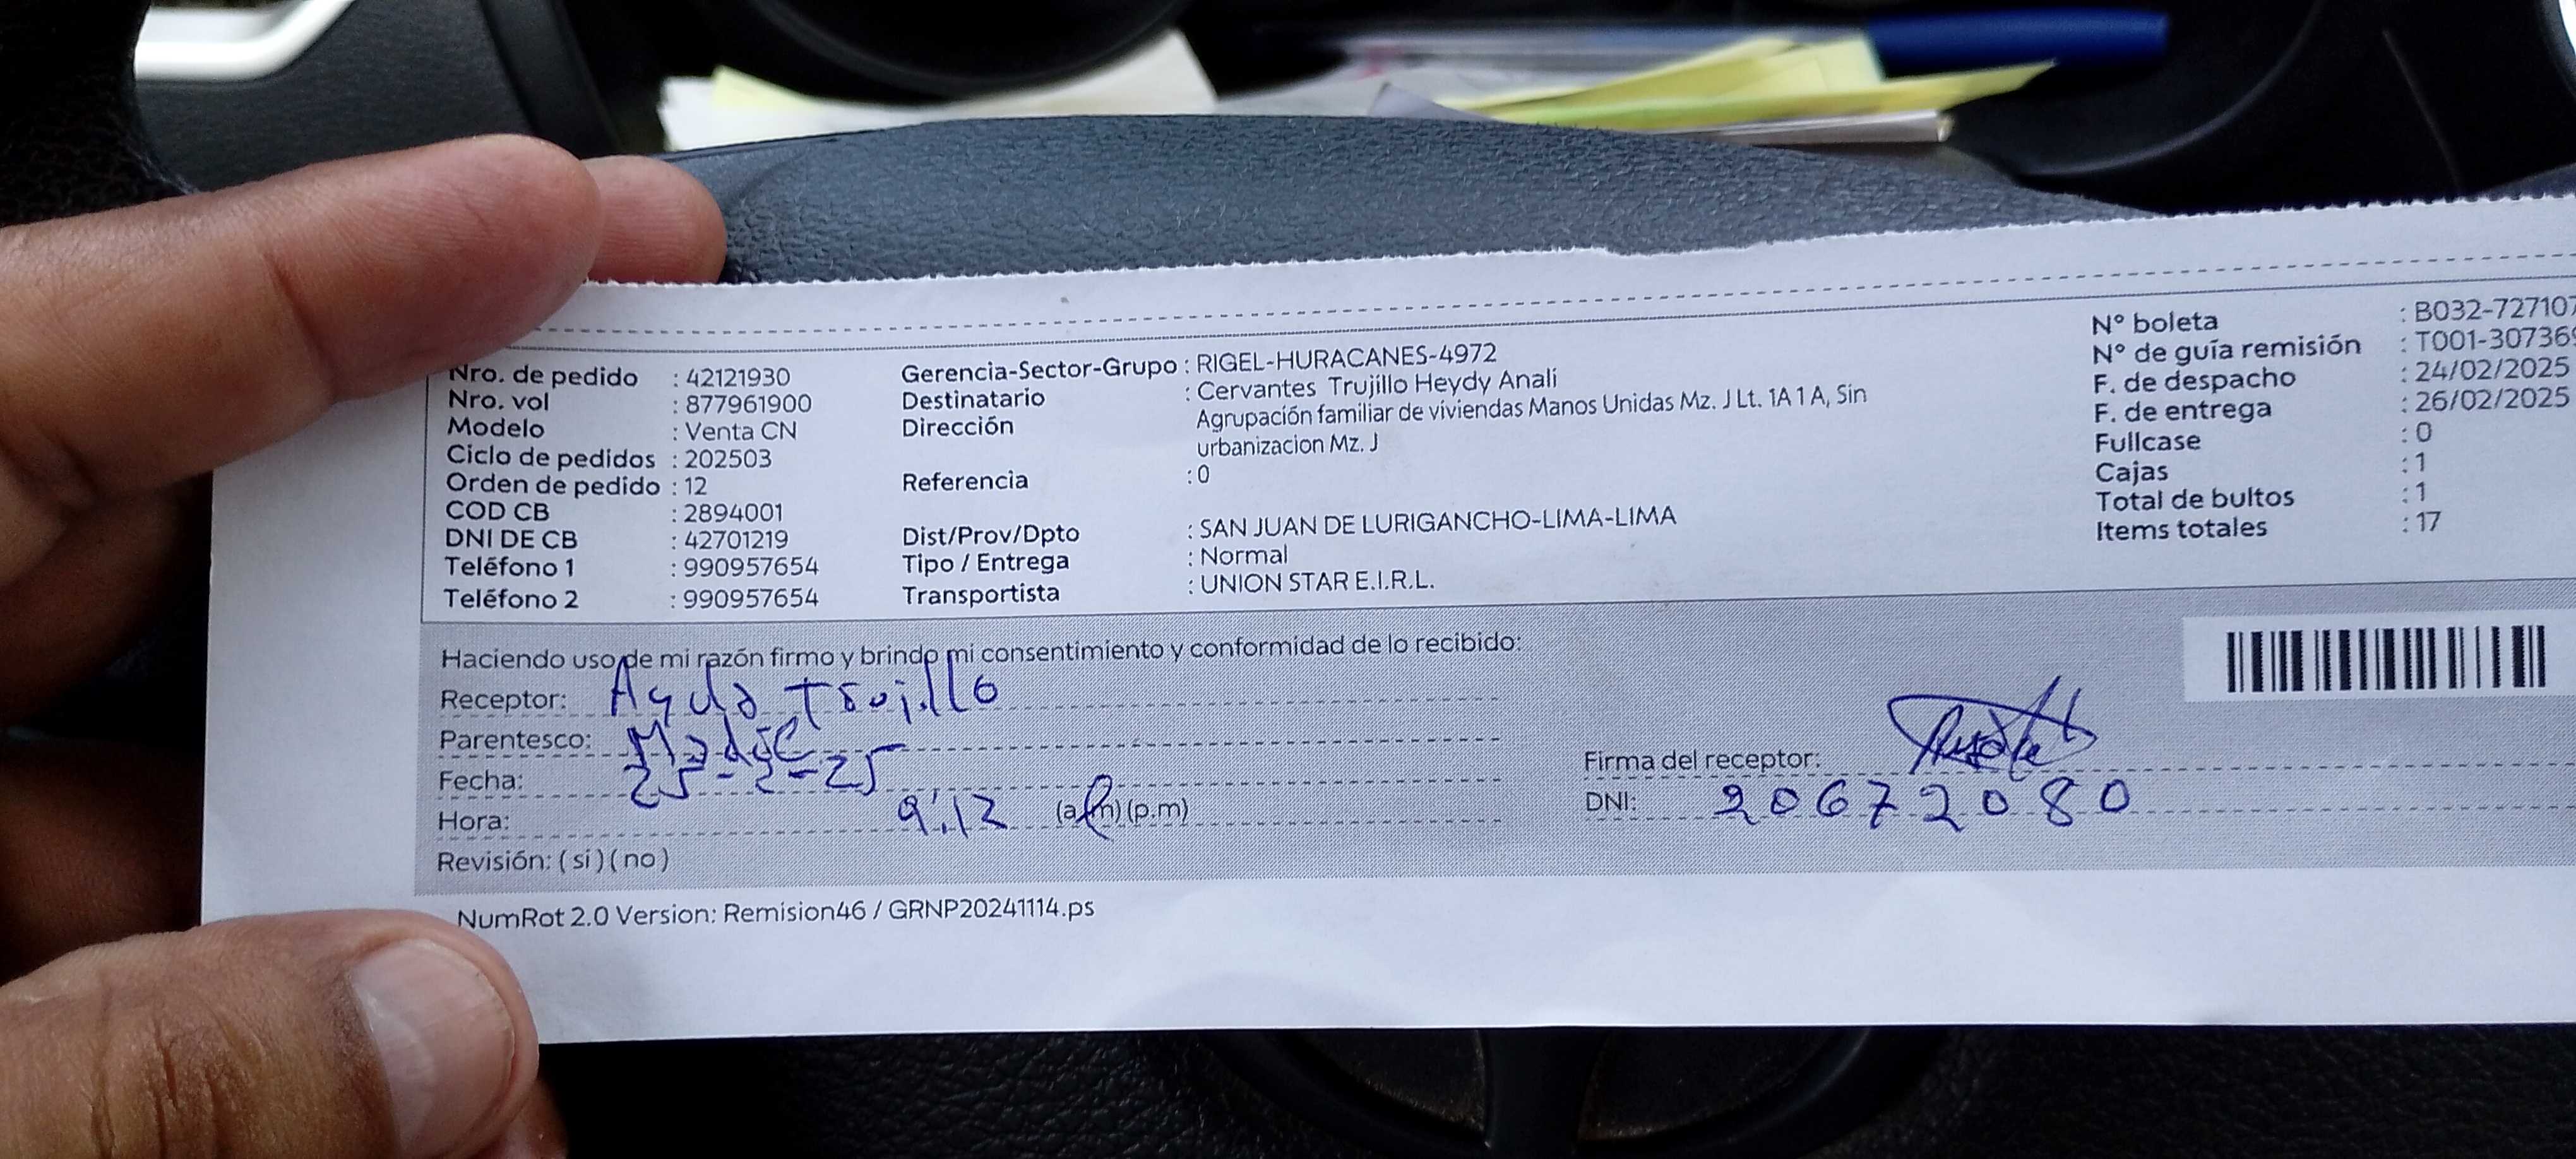 Nro. de pedido : 42121930
Nro. vol : 877961900
Modelo : Venta CN
Ciclo de pedidos : 202503
Orden de pedido : 12
COD CB : 2894001
DNI DE CB : 42701219
Teléfono 1 : 990957654
Teléfono 2 : 990957654
Gerencia-Sector-Grupo : RIGEL-HURACANES-4972
Destinatario : Cervantes Trujillo Heydy Analí
Dirección Agrupación familiar de viviendas Manos Unidas Mz. J Lt. 1A 1 A, Sin
urbanizacion Mz. J
Referencia : 0
Dist/Prov/Dpto : SAN JUAN DE LURIGANCHO-LIMA-LIMA
Tipo / Entrega : Normal
Transportista : UNION STAR E.I.R.L.
N° boleta : B032-727107
N° de guía remisión : T001-30736
F. de despacho : 24/02/2025
F. de entrega : 26/02/2025
Fullcase : 0
Cajas : 1
Total de bultos : 1
Items totales : 17
Haciendo uso de mi razón firmo y brindo mi consentimiento y conformidad de lo recibido:
Receptor: Ayda Trujillo
Parentesco: Madre
Fecha: 25-2-25
Hora: 9:12 (a.m) (p.m)
Revisión: ( sí ) ( no )
Firma del receptor:
DNI: 20672080
NumRot 2.0 Version: Remision46 / GRNP20241114.ps